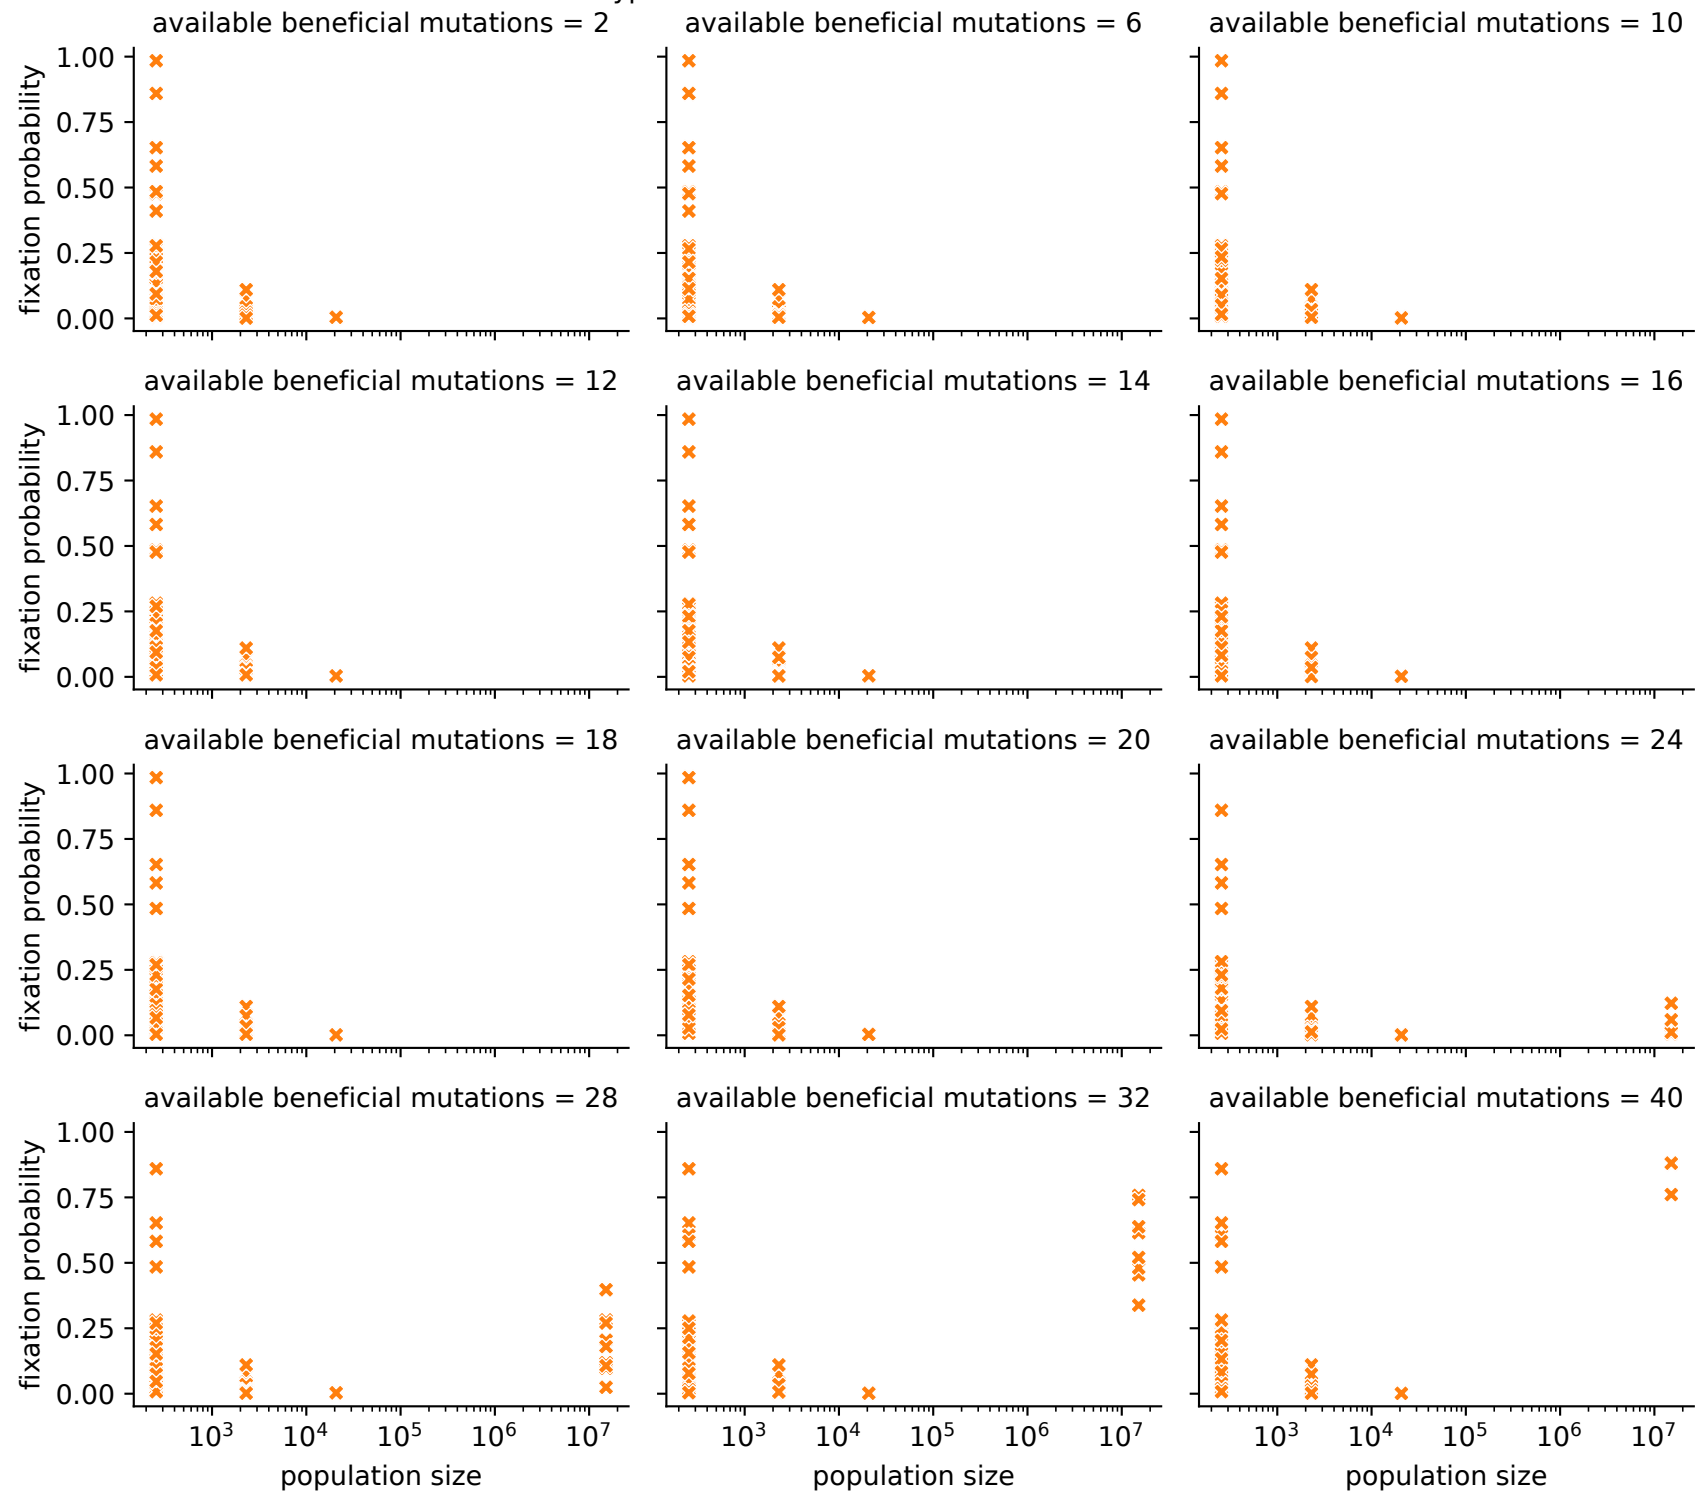 available beneficial mutations = 2
available beneficial mutations = 6
available beneficial mutations = 10
fixation probability
1.00
0.75
0.50
0.25
0.00
available beneficial mutations = 12
available beneficial mutations = 14
available beneficial mutations = 16
fixation probability
1.00
0.75
0.50
0.25
0.00
available beneficial mutations = 18
available beneficial mutations = 20
available beneficial mutations = 24
fixation probability
1.00
0.75
0.50
0.25
0.00
available beneficial mutations = 28
available beneficial mutations = 32
available beneficial mutations = 40
fixation probability
1.00
0.75
0.50
0.25
0.00
10³ 10⁴ 10⁵ 10⁶ 10⁷
10³ 10⁴ 10⁵ 10⁶ 10⁷
10³ 10⁴ 10⁵ 10⁶ 10⁷
population size
population size
population size